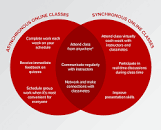 ASYNCHRONOUS ONLINE CLASSES
SYNCHRONOUS ONLINE CLASSES
Complete work each
week on your
schedule
Receive instructor
feedback on
quizzes
Schedule group
work when it's most
convenient for
everyone
Attend class
from anywhere*
Communicate regularly
with instructors
Network and make
connections with
classmates
Attend class virtually
each week with
instructors and
classmates
Participate in
real-time discussions
during class time
Improve
presentation skills